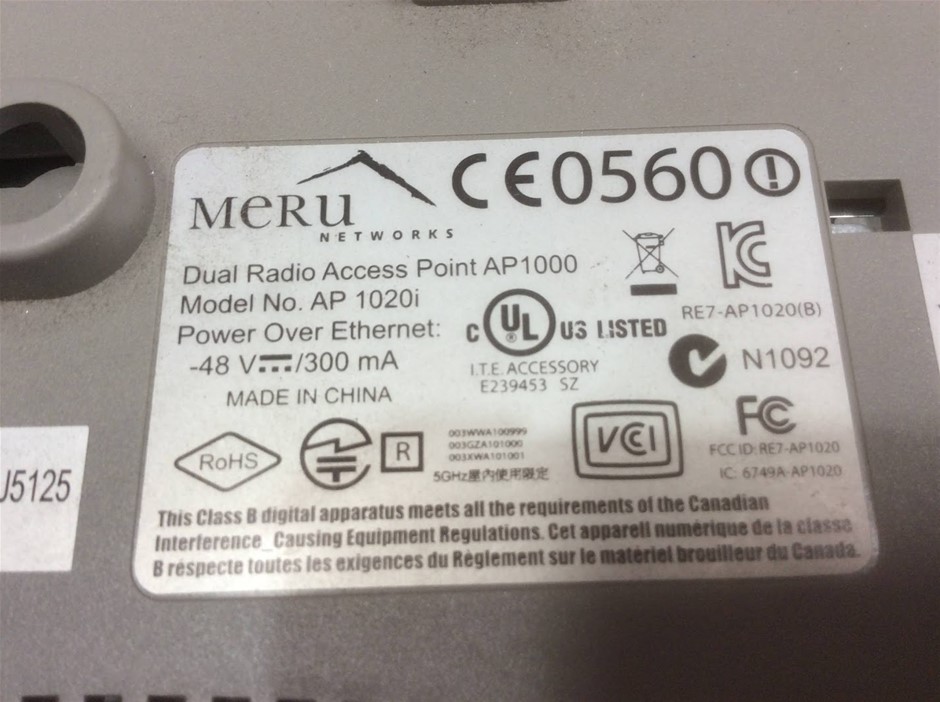 MERU
NETWORKS
CE0560
Dual Radio Access Point AP1000
Model No. AP 1020i
Power Over Ethernet:
-48 V⎓/300 mA
MADE IN CHINA
C UL® US LISTED
I.T.E. ACCESSORY
E239453 SZ
RE7-AP1020(B)
N1092
RoHS
R
003WWA100999
003GZA101000
003XWA101001
5GHz屋内使用限定
VCCI
FC
FCC ID: RE7-AP1020
IC: 6749A-AP1020
This Class B digital apparatus meets all the requirements of the Canadian
Interference_Causing Equipment Regulations. Cet appareil numérique de la classe
B respecte toutes les exigences du Règlement sur le matériel brouilleur du Canada.
J5125